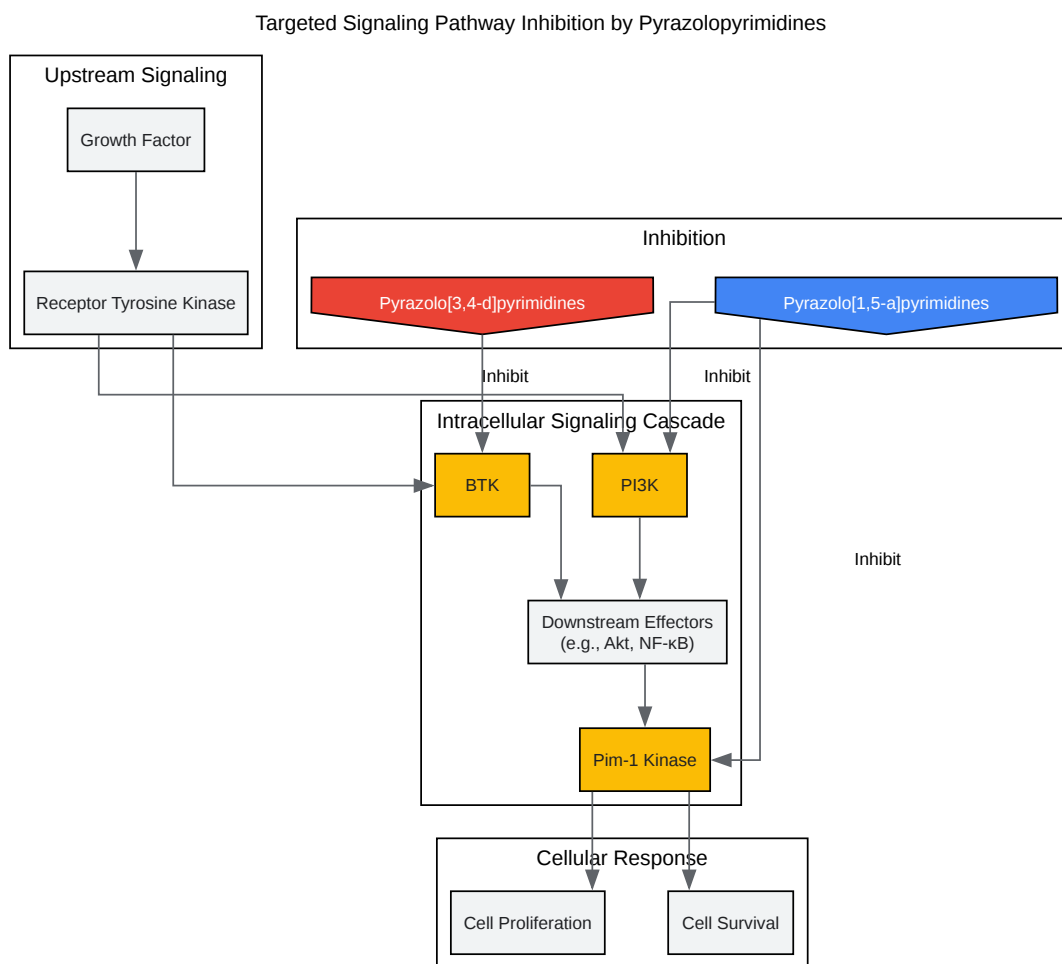 Targeted Signaling Pathway Inhibition by Pyrazolopyrimidines
Upstream Signaling
Growth Factor
Receptor Tyrosine Kinase
Inhibition
Pyrazolo[3,4-d]pyrimidines
Pyrazolo[1,5-a]pyrimidines
Inhibit
Inhibit
Intracellular Signaling Cascade
BTK
PI3K
Inhibit
Downstream Effectors
(e.g., Akt, NF-κB)
Pim-1 Kinase
Cellular Response
Cell Proliferation
Cell Survival